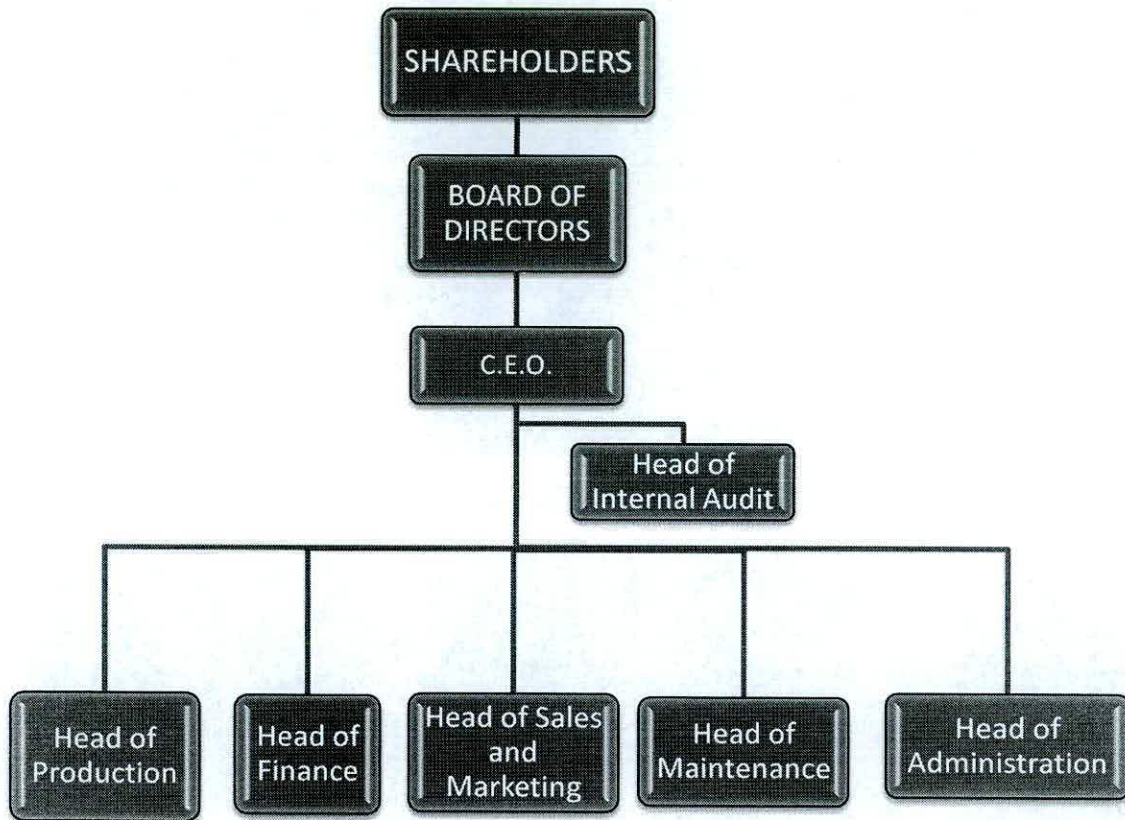 SHAREHOLDERS
BOARD OF
DIRECTORS
C.E.O.
Head of
Internal Audit
Head of
Production
Head of
Finance
Head of Sales
and
Marketing
Head of
Maintenance
Head of
Administration